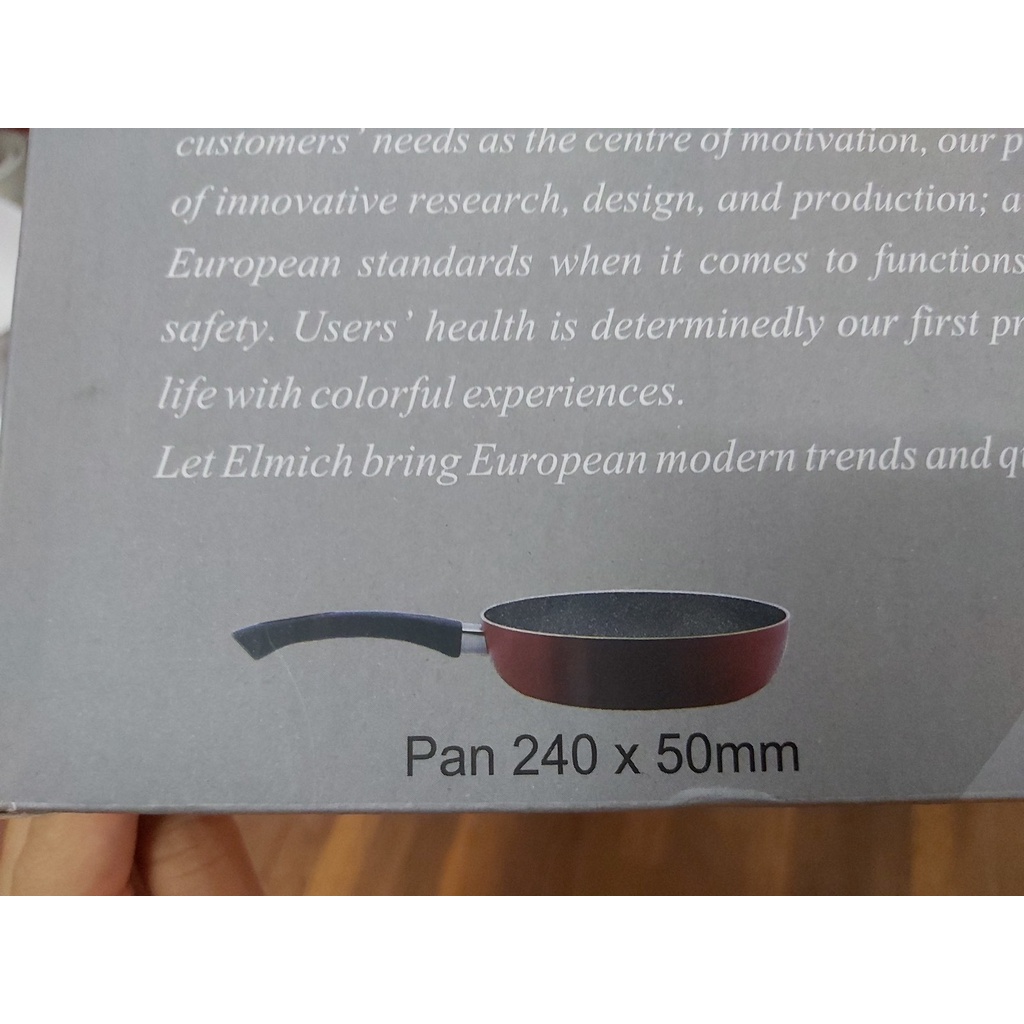 customers' needs as the centre of motivation, our
of innovative research, design, and production;
European standards when it comes to functions
safety. Users' health is determinedly our first
life with colorful experiences.
Let Elmich bring European modern trends and
Pan 240 x 50mm